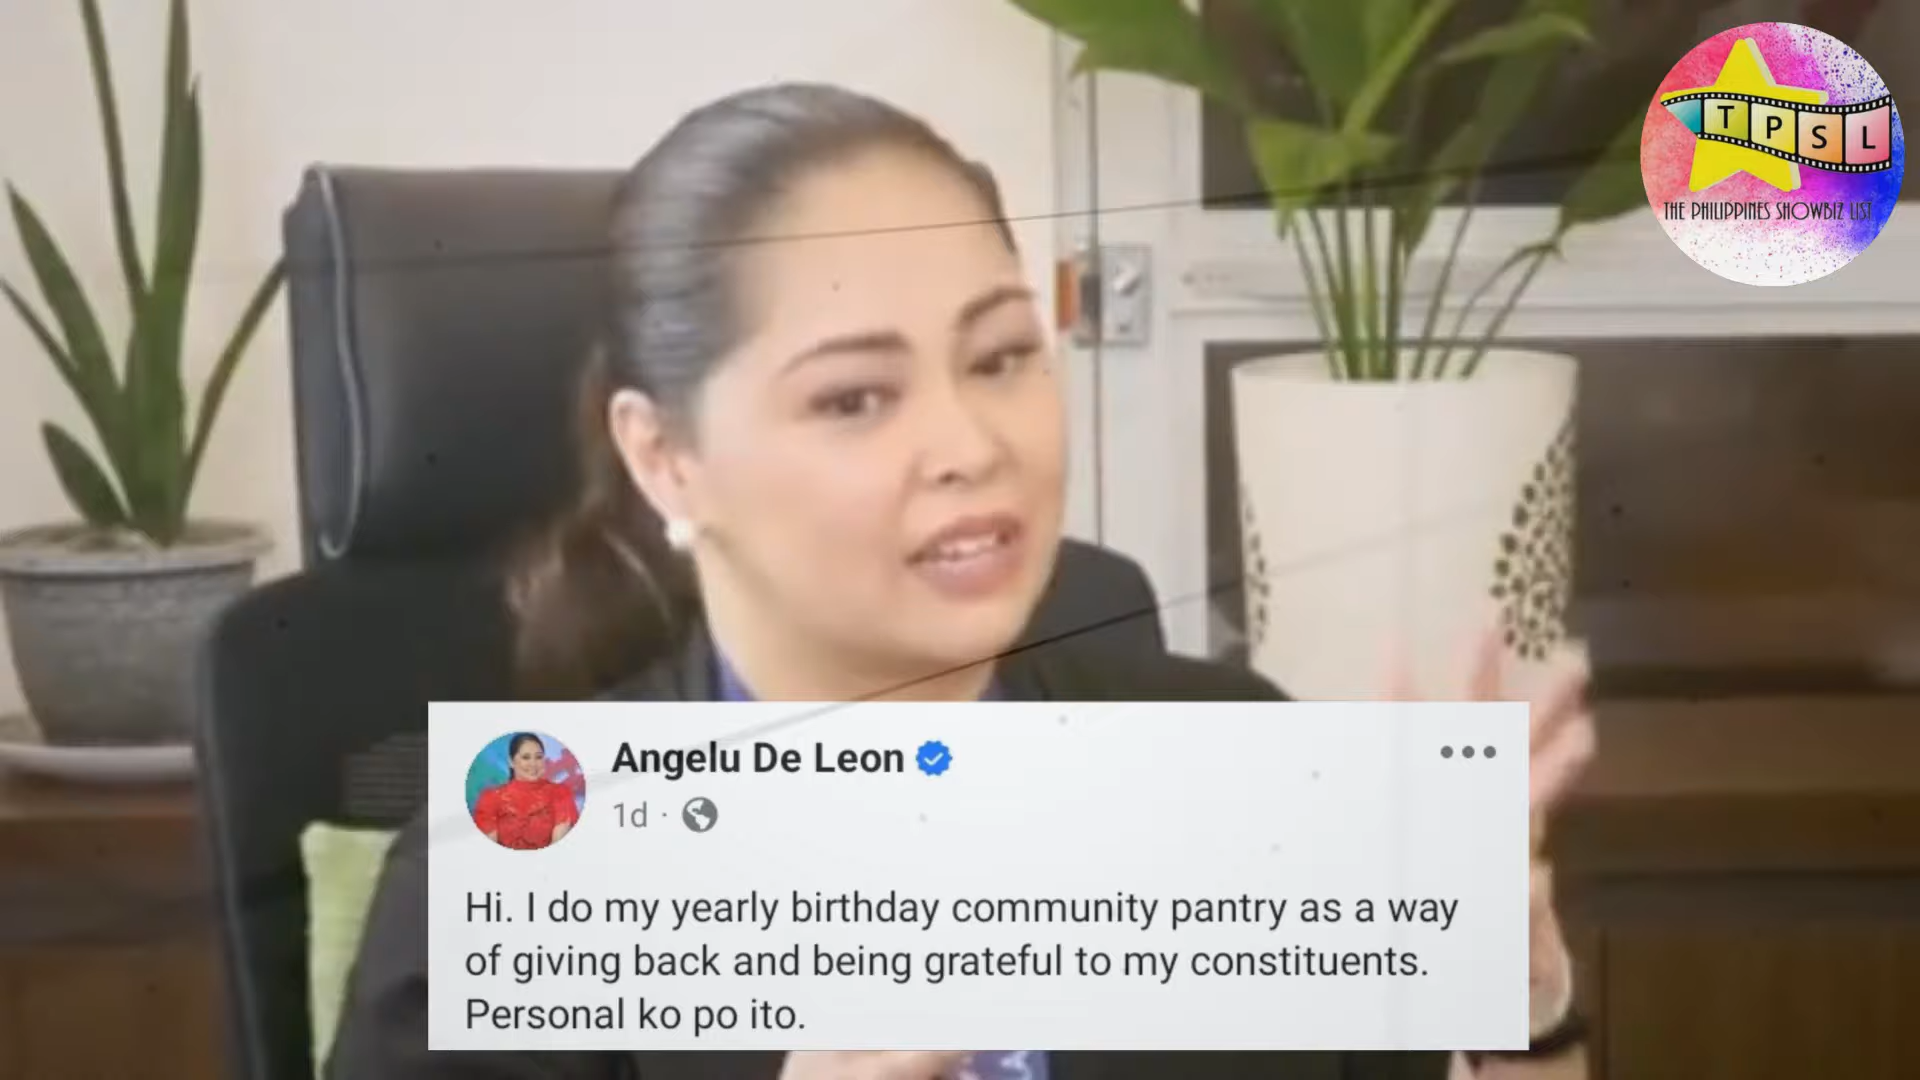 TPSL
THE PHILIPPINES SHOWBIZ LIST
Angelu De Leon
1d ·
Hi. I do my yearly birthday community pantry as a way
of giving back and being grateful to my constituents.
Personal ko po ito.